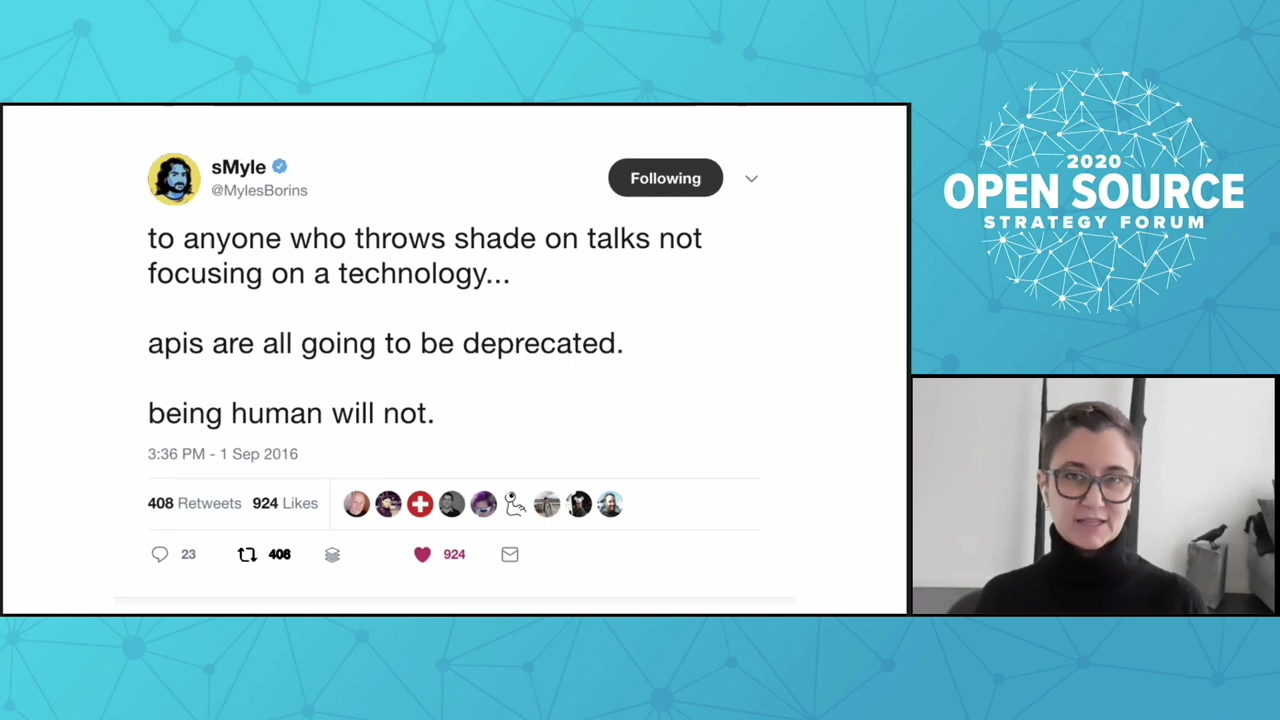 sMyle
@MylesBorins
Following
to anyone who throws shade on talks not
focusing on a technology...
apis are all going to be deprecated.
being human will not.
3:36 PM - 1 Sep 2016
408 Retweets 924 Likes
23 406 924
2020
OPEN SOURCE
STRATEGY FORUM